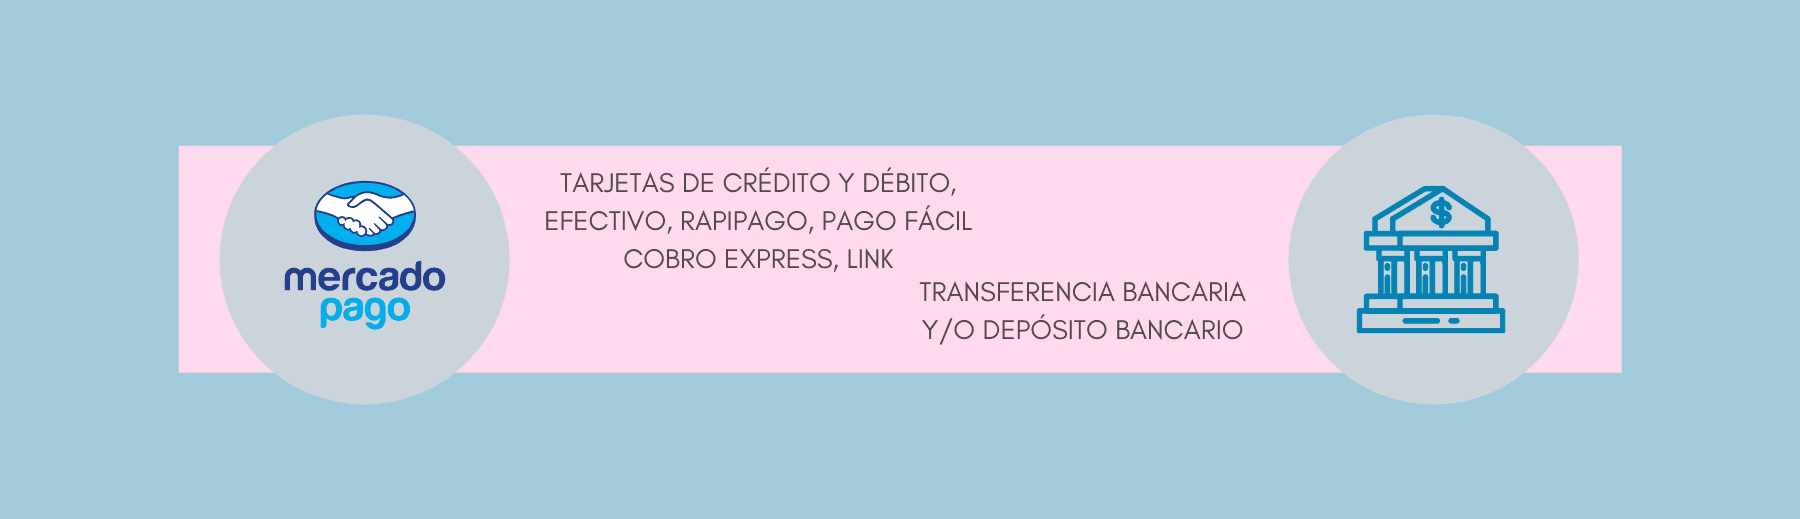 mercado
pago
TARJETAS DE CRÉDITO Y DÉBITO,
EFECTIVO, RAPIPAGO, PAGO FÁCIL
COBRO EXPRESS, LINK
TRANSFERENCIA BANCARIA
Y/O DEPÓSITO BANCARIO
$